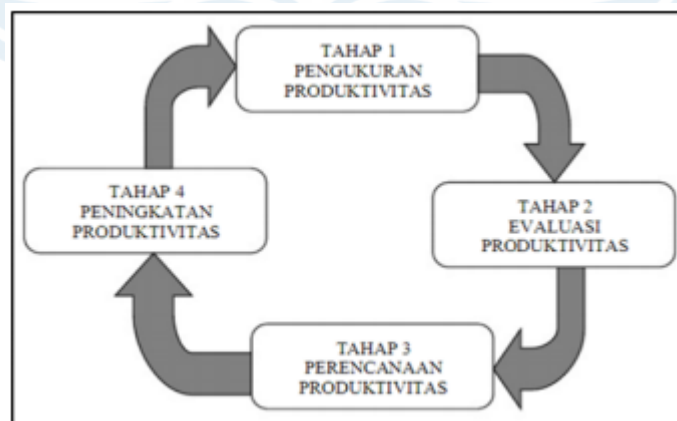 TAHAP 1
PENGUKURAN
PRODUKTIVITAS
TAHAP 2
EVALUASI
PRODUKTIVITAS
TAHAP 3
PERENCANAAN
PRODUKTIVITAS
TAHAP 4
PENINGKATAN
PRODUKTIVITAS